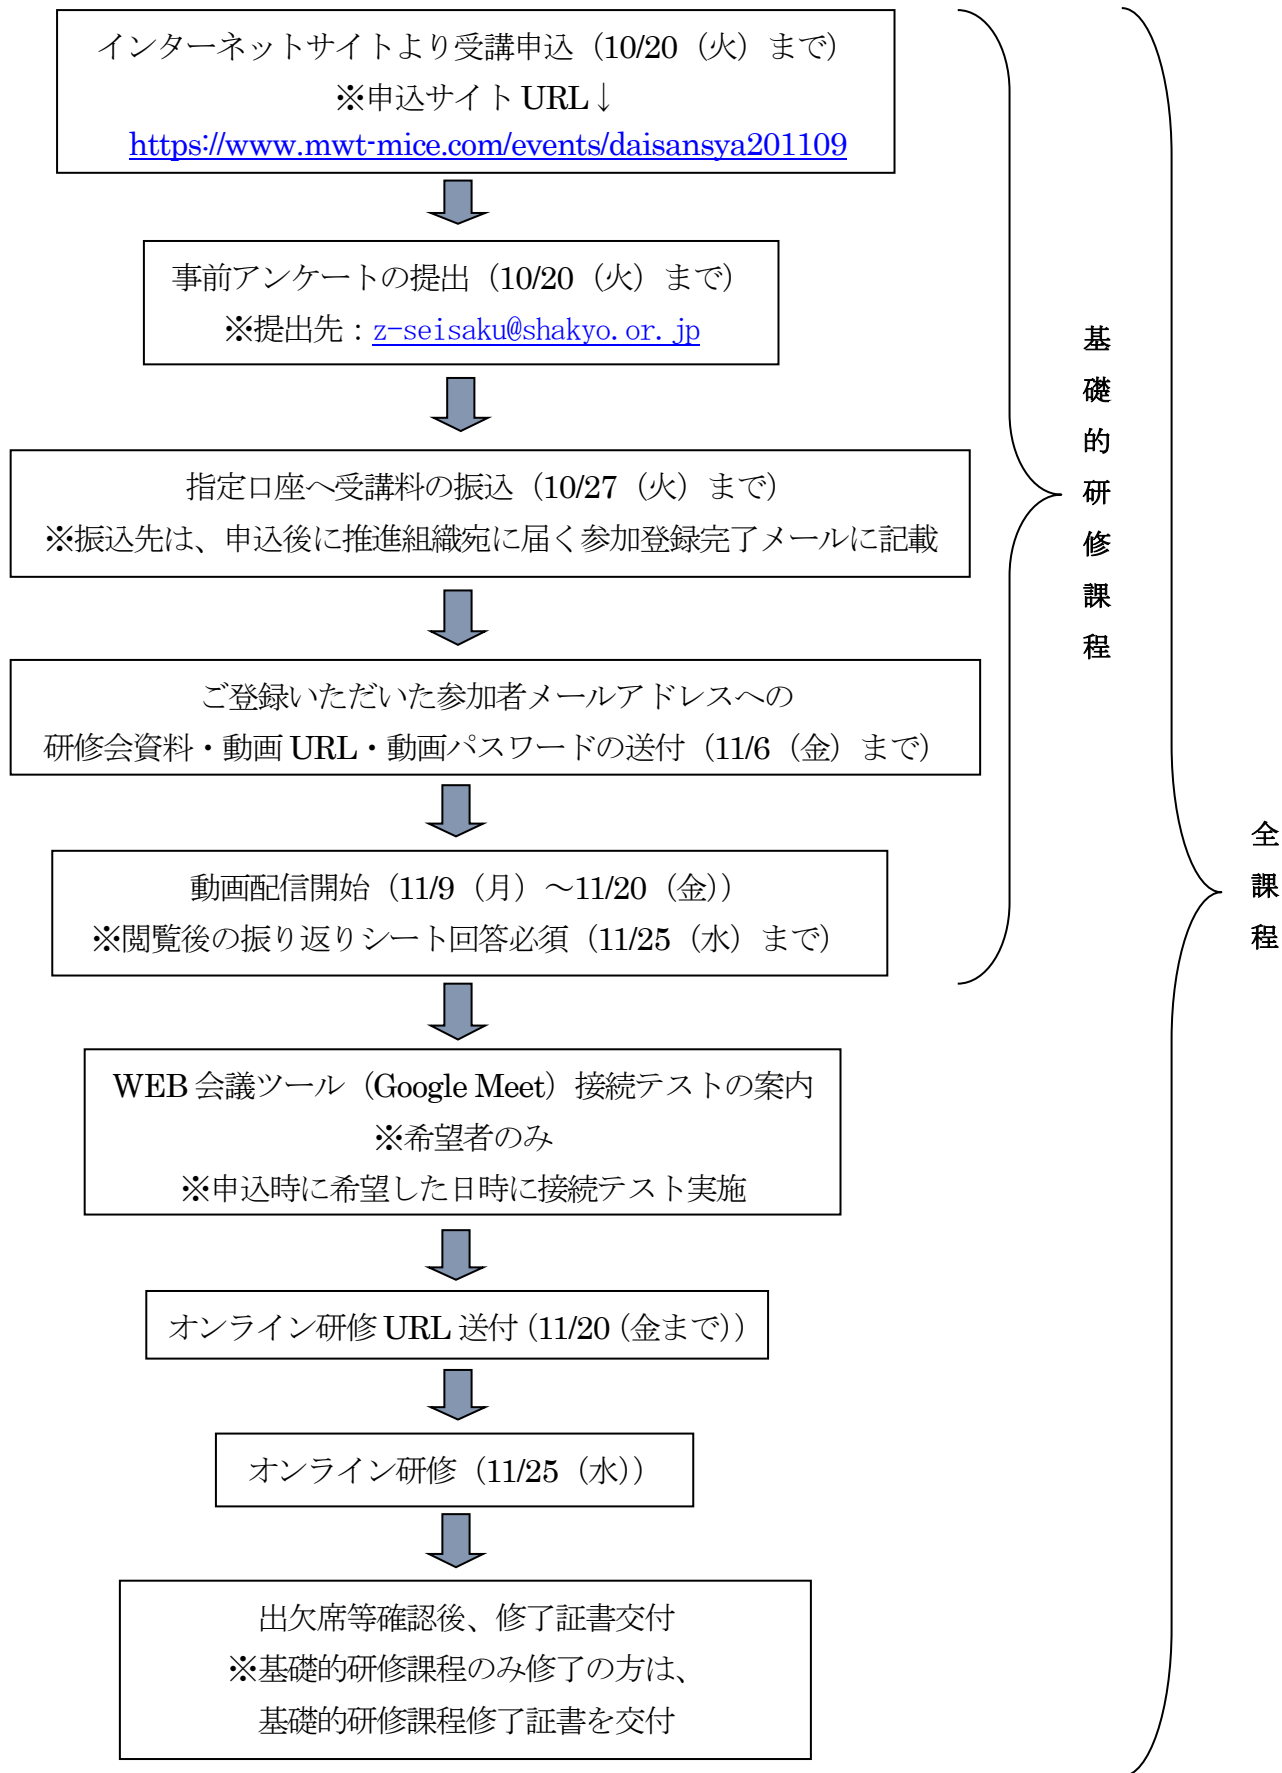 インターネットサイトより受講申込（10/20（火）まで）
※申込サイト URL↓
https://www.mwt-mice.com/events/daisansya201109
事前アンケートの提出（10/20（火）まで）
※提出先：z-seisaku@shakyo.or.jp
指定口座へ受講料の振込（10/27（火）まで）
※振込先は、申込後に推進組織宛に届く参加登録完了メールに記載
ご登録いただいた参加者メールアドレスへの
研修会資料・動画 URL・動画パスワードの送付（11/6（金）まで）
動画配信開始（11/9（月）～11/20（金））
※閲覧後の振り返りシート回答必須（11/25（水）まで）
基礎的研修課程
WEB 会議ツール（Google Meet）接続テストの案内
※希望者のみ
※申込時に希望した日時に接続テスト実施
オンライン研修 URL 送付（11/20（金まで））
オンライン研修（11/25（水））
出欠席等確認後、修了証書交付
※基礎的研修課程のみ修了の方は、
基礎的研修課程修了証書を交付
全課程